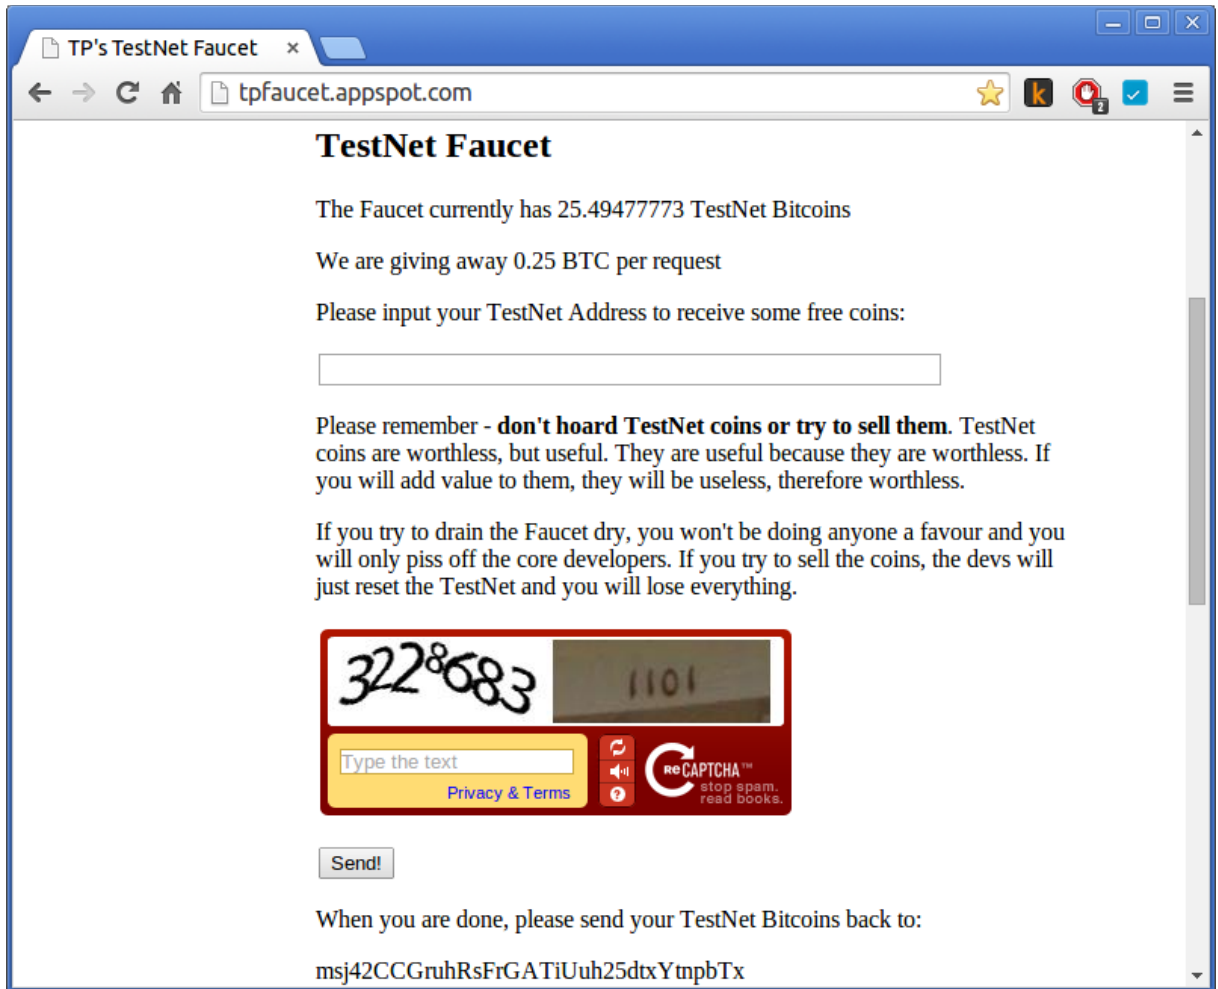 TP's TestNet Faucet
tpfaucet.appspot.com
k
2
TestNet Faucet
The Faucet currently has 25.49477773 TestNet Bitcoins
We are giving away 0.25 BTC per request
Please input your TestNet Address to receive some free coins:
Please remember - don't hoard TestNet coins or try to sell them. TestNet
coins are worthless, but useful. They are useful because they are worthless. If
you will add value to them, they will be useless, therefore worthless.
If you try to drain the Faucet dry, you won't be doing anyone a favour and you
will only piss off the core developers. If you try to sell the coins, the devs will
just reset the TestNet and you will lose everything.
3228683 1101
Type the text
Privacy & Terms
?
ReCAPTCHA™
stop spam.
read books.
Send!
When you are done, please send your TestNet Bitcoins back to:
msj42CCGruhRsFrGATiUuh25dtxYtnpbTx